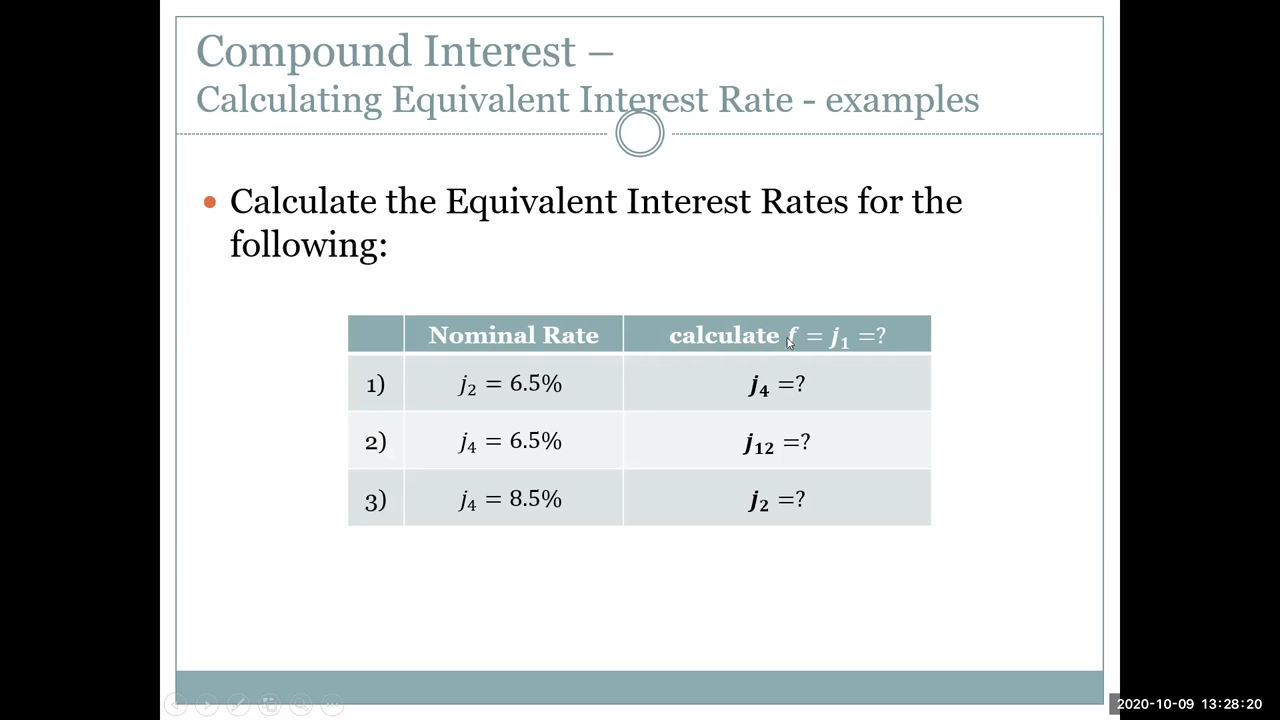 Compound Interest –
Calculating Equivalent Interest Rate - examples
• Calculate the Equivalent Interest Rates for the
following:
Nominal Rate calculate f = j₁ =?
1) j₂ = 6.5% j₄ =?
2) j₄ = 6.5% j₁₂ =?
3) j₄ = 8.5% j₂ =?
2020-10-09 13:28:20